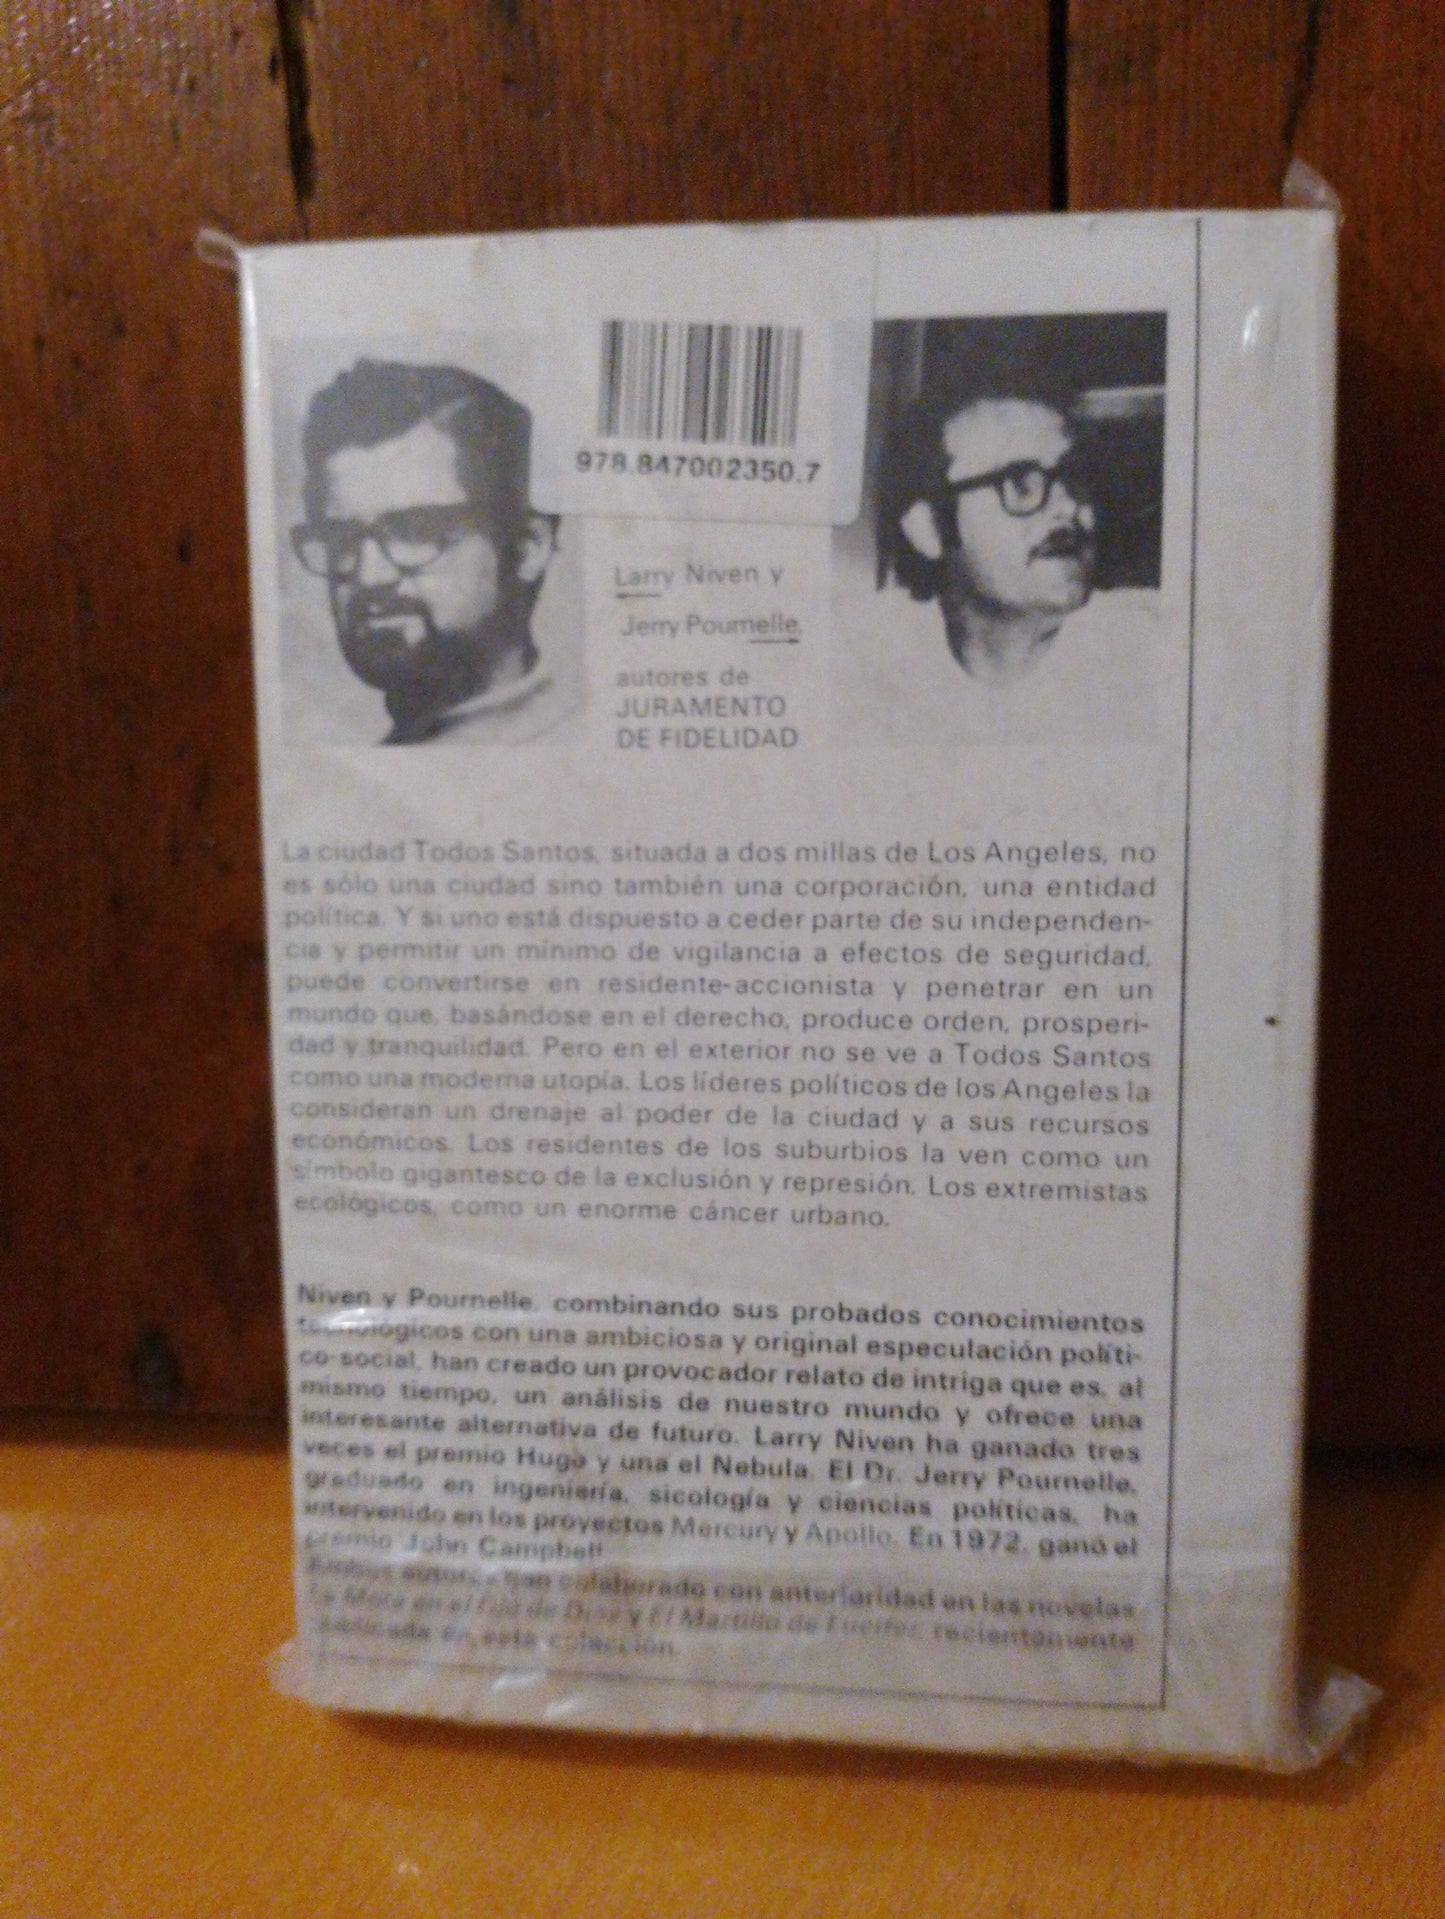 978.847002350.7
Larry Niven y
Jerry Pournelle,
autores de
JURAMENTO
DE FIDELIDAD
La ciudad Todos Santos, situada a dos millas de Los Angeles, no
es sólo una ciudad sino también una corporación, una entidad
política. Y si uno está dispuesto a ceder parte de su independen-
cia y permitir un mínimo de vigilancia a efectos de seguridad,
puede convertirse en residente-accionista y penetrar en un
mundo que, basándose en el derecho, produce orden, prosperi-
dad y tranquilidad. Pero en el exterior no se ve a Todos Santos
como una moderna utopía. Los líderes políticos de los Angeles la
consideran un drenaje al poder de la ciudad y a sus recursos
económicos. Los residentes de los suburbios la ven como un
símbolo gigantesco de la exclusión y represión. Los extremistas
ecológicos, como un enorme cáncer urbano.
Niven y Pournelle, combinando sus probados conocimientos
tecnológicos con una ambiciosa y original especulación políti-
co-social, han creado un provocador relato de intriga que es, al
mismo tiempo, un análisis de nuestro mundo y ofrece una
interesante alternativa de futuro. Larry Niven ha ganado tres
veces el premio Hugo y una el Nebula. El Dr. Jerry Pournelle,
graduado en ingeniería, sicología y ciencias políticas, ha
intervenido en los proyectos Mercury y Apollo. En 1972, ganó el
premio John Campbell
Ambos autores han colaborado con anterioridad en las novelas
La Mota en el Ojo de Dios y El Martillo de Lucifer, recientemente
publicada en esta colección.